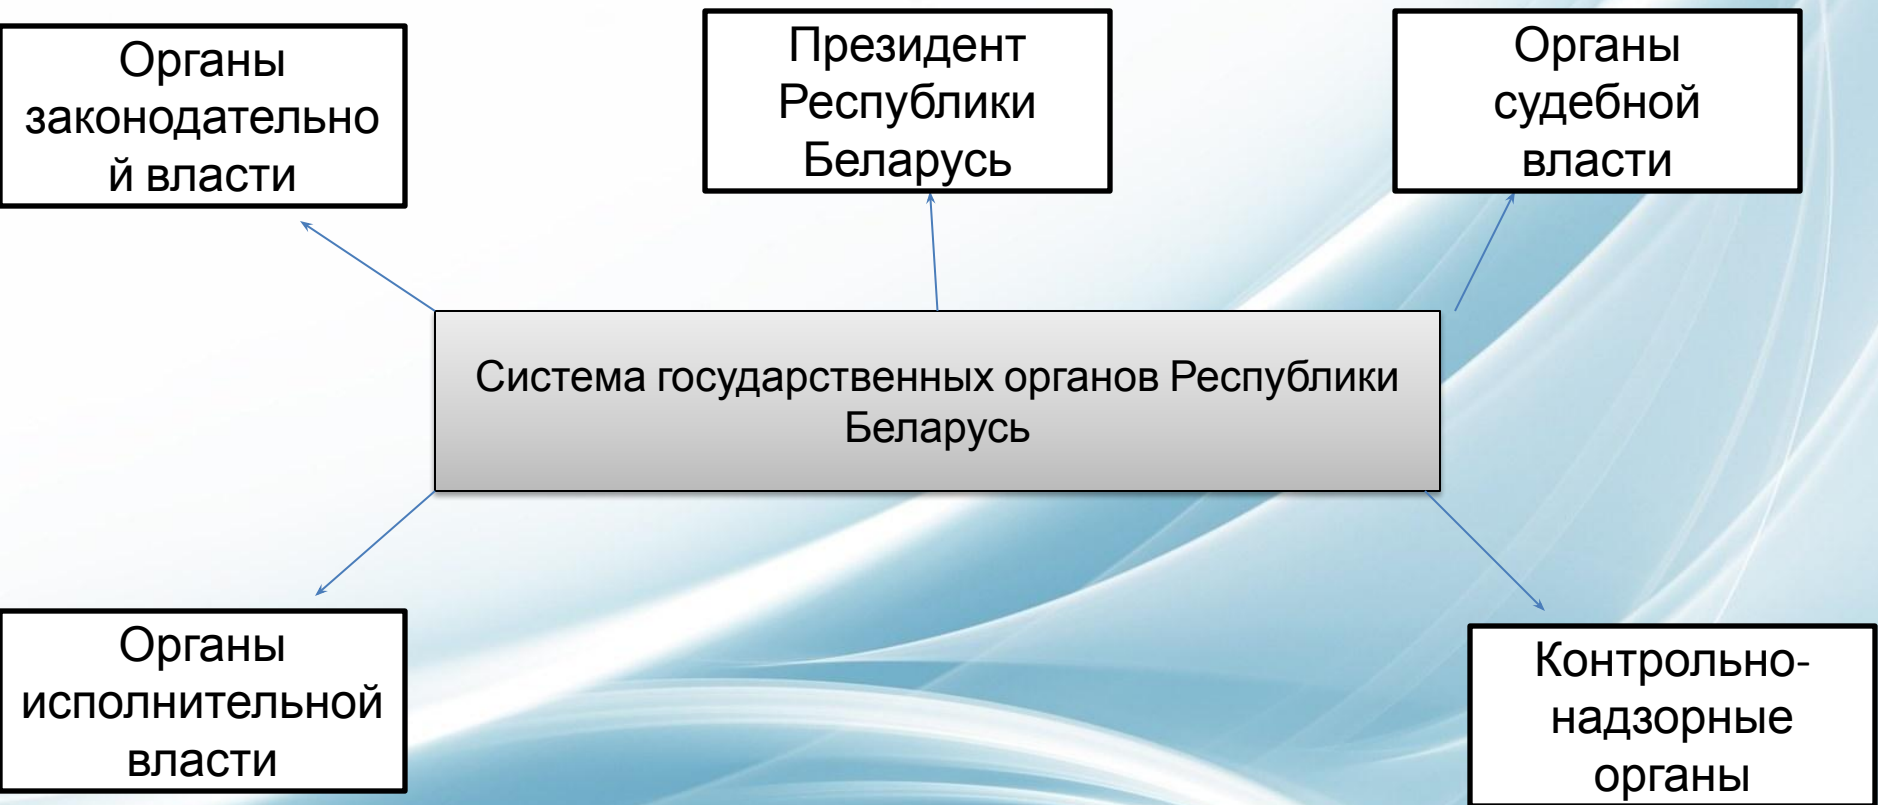 Органы
законодательно
й власти
Президент
Республики
Беларусь
Органы
судебной
власти
Система государственных органов Республики
Беларусь
Органы
исполнительной
власти
Контрольно-
надзорные
органы